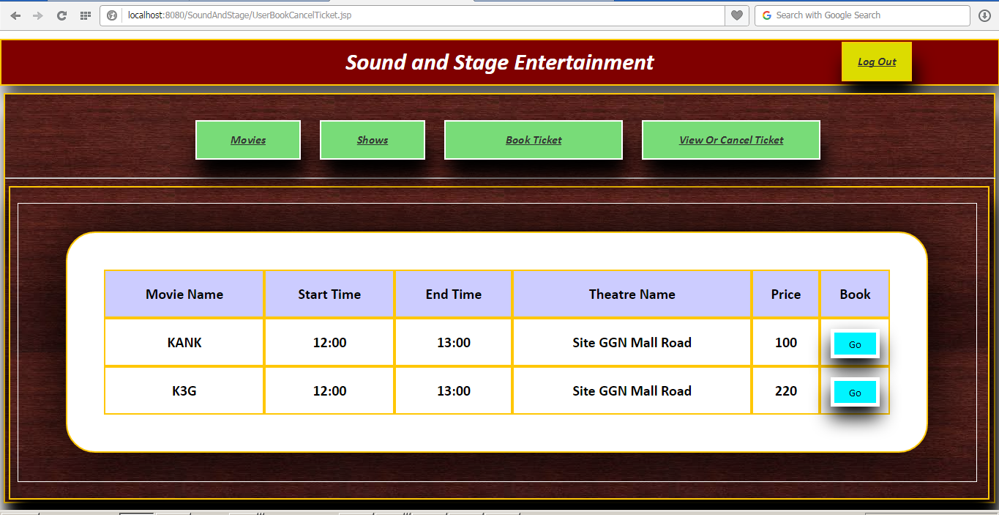 localhost:8080/SoundAndStage/UserBookCancelTicket.jsp Search with Google Search
Sound and Stage Entertainment Log Out
Movies Shows Book Ticket View Or Cancel Ticket
Movie Name Start Time End Time Theatre Name Price Book
KANK 12:00 13:00 Site GGN Mall Road 100 Go
K3G 12:00 13:00 Site GGN Mall Road 220 Go